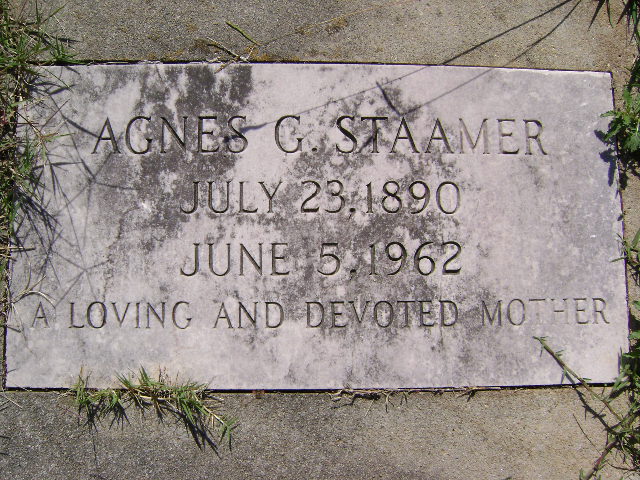 AGNES G. STAAMER
JULY 23, 1890
JUNE 5, 1962
A LOVING AND DEVOTED MOTHER